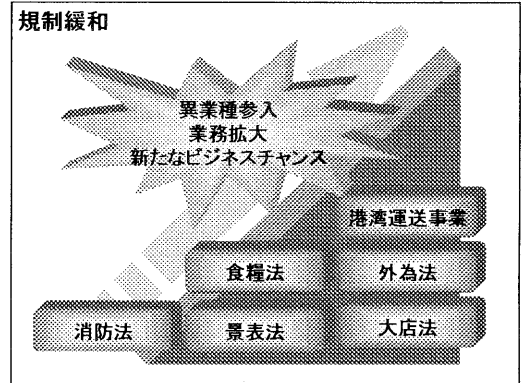 規制緩和
異業種参入
業務拡大
新たなビジネスチャンス
港湾運送事業
食糧法
外為法
消防法
景表法
大店法